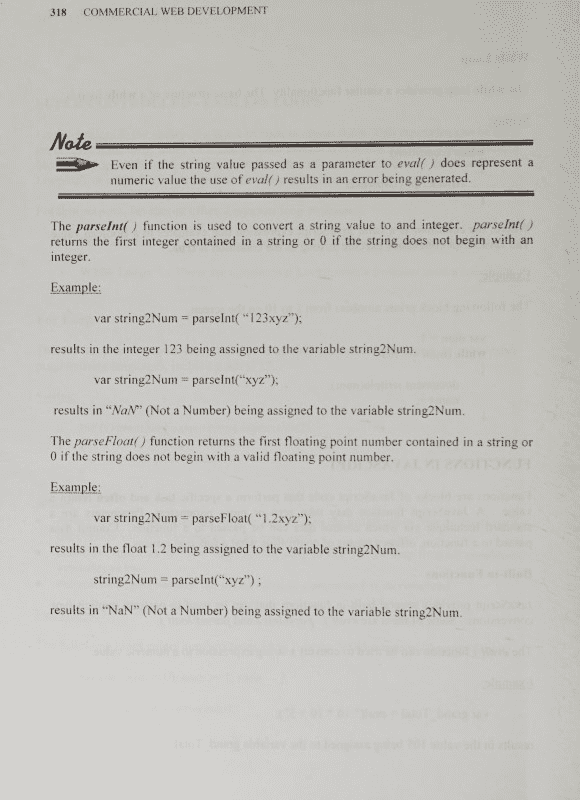 318 COMMERCIAL WEB DEVELOPMENT
Note
Even if the string value passed as a parameter to eval( ) does represent a
numeric value the use of eval( ) results in an error being generated.
The parseInt( ) function is used to convert a string value to and integer. parseInt( )
returns the first integer contained in a string or 0 if the string does not begin with an
integer.
Example:
var string2Num = parseInt( “123xyz”);
results in the integer 123 being assigned to the variable string2Num.
var string2Num = parseInt(“xyz”);
results in “NaN” (Not a Number) being assigned to the variable string2Num.
The parseFloat( ) function returns the first floating point number contained in a string or
0 if the string does not begin with a valid floating point number.
Example:
var string2Num = parseFloat( “1.2xyz”);
results in the float 1.2 being assigned to the variable string2Num.
string2Num = parseInt(“xyz”) ;
results in “NaN” (Not a Number) being assigned to the variable string2Num.